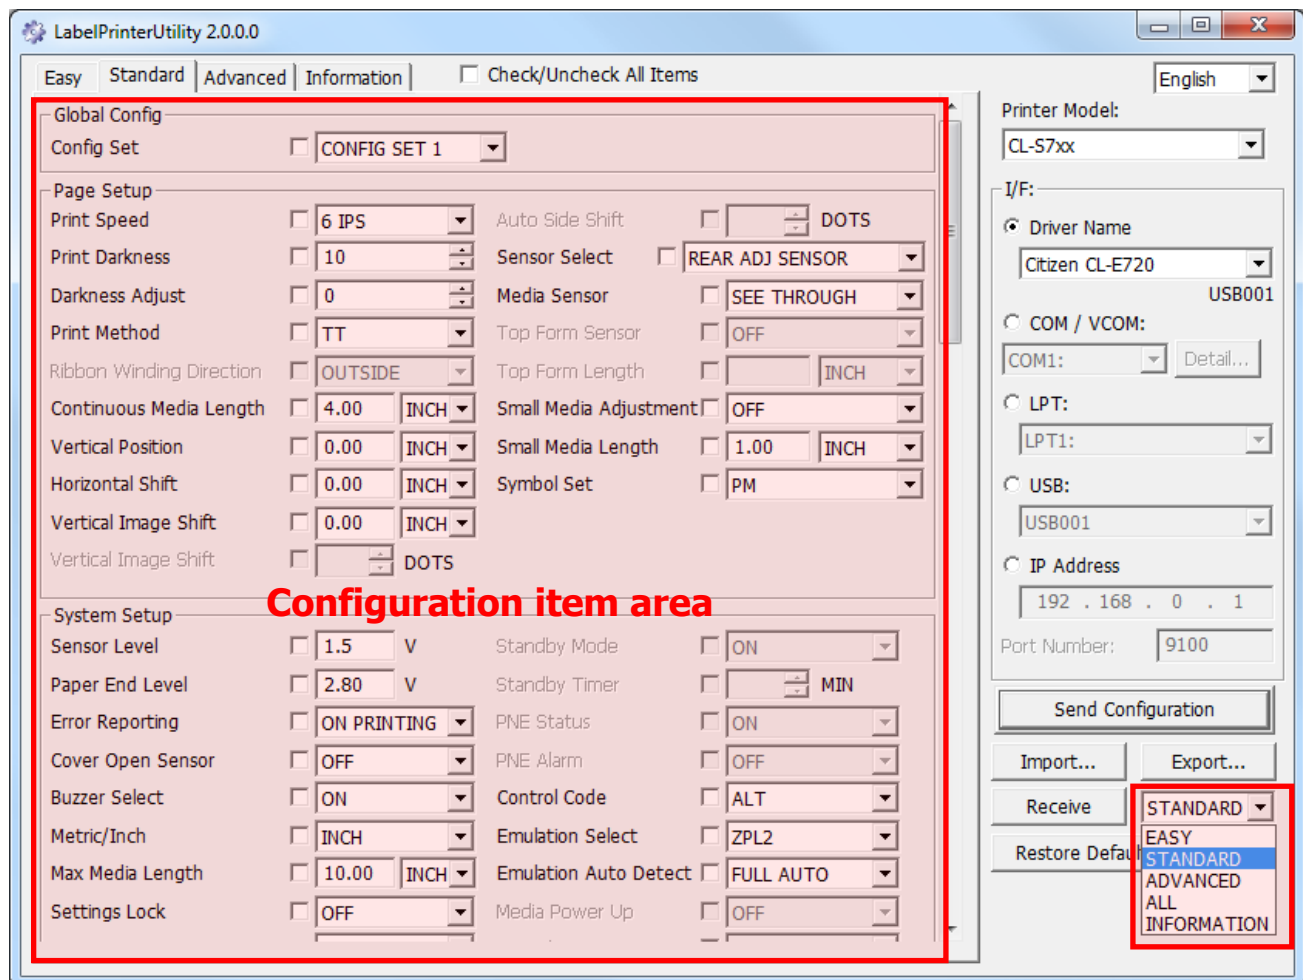 LabelPrinterUtility 2.0.0.0
Easy Standard Advanced Information Check/Uncheck All Items English
Global Config
Config Set CONFIG SET 1
Page Setup
Print Speed 6 IPS Auto Side Shift DOTS
Print Darkness 10 Sensor Select REAR ADJ SENSOR
Darkness Adjust 0 Media Sensor SEE THROUGH
Print Method TT Top Form Sensor OFF
Ribbon Winding Direction OUTSIDE Top Form Length INCH
Continuous Media Length 4.00 INCH Small Media Adjustment OFF
Vertical Position 0.00 INCH Small Media Length 1.00 INCH
Horizontal Shift 0.00 INCH Symbol Set PM
Vertical Image Shift 0.00 INCH
Vertical Image Shift DOTS
Configuration item area
System Setup
Sensor Level 1.5 V Standby Mode ON
Paper End Level 2.80 V Standby Timer MIN
Error Reporting ON PRINTING PNE Status ON
Cover Open Sensor OFF PNE Alarm OFF
Buzzer Select ON Control Code ALT
Metric/Inch INCH Emulation Select ZPL2
Max Media Length 10.00 INCH Emulation Auto Detect FULL AUTO
Settings Lock OFF Media Power Up OFF
Printer Model:
CL-S7xx
I/F:
Driver Name
Citizen CL-E720
USB001
COM / VCOM:
COM1: Detail...
LPT:
LPT1:
USB:
USB001
IP Address
192 . 168 . 0 . 1
Port Number: 9100
Send Configuration
Import... Export...
Receive STANDARD
Restore Defau
EASY
STANDARD
ADVANCED
ALL
INFORMATION